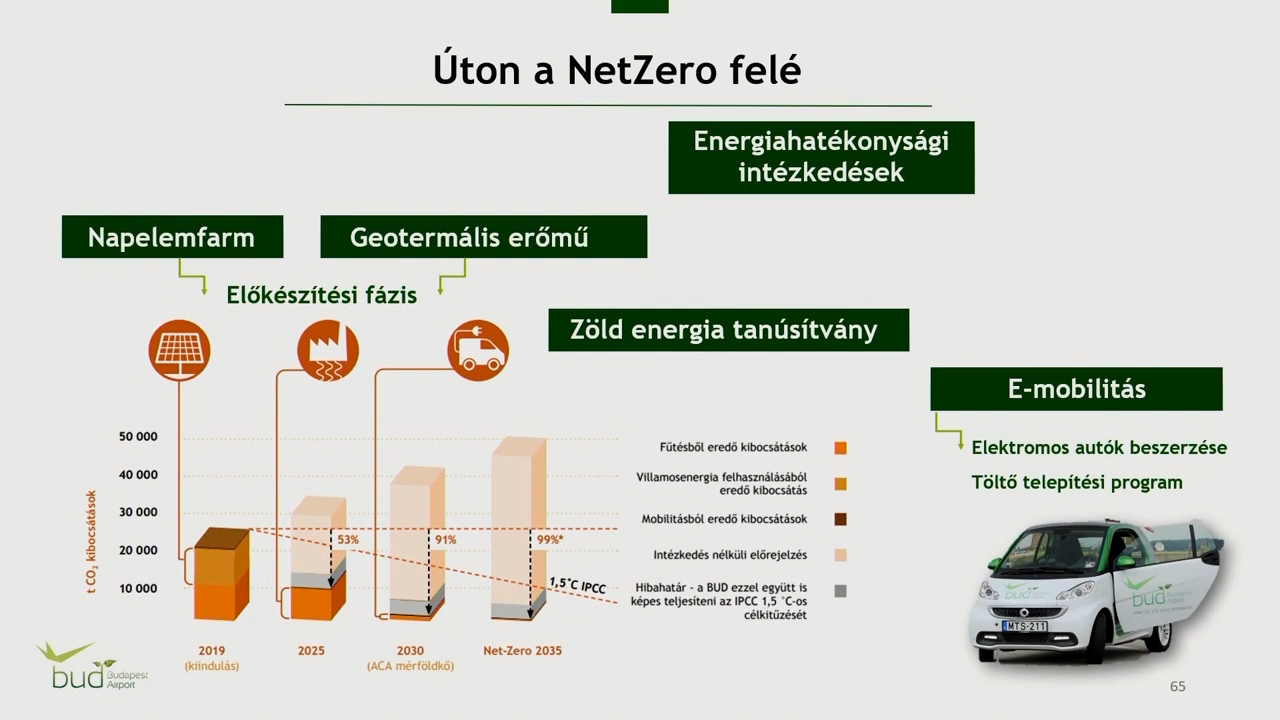 Úton a NetZero felé
Energiahatékonysági
intézkedések
Napelemfarm
Geotermális erőmű
Előkészítési fázis
Zöld energia tanúsítvány
E-mobilitás
Elektromos autók beszerzése
Töltő telepítési program
t CO₂ kibocsátások
50 000
40 000
30 000
20 000
10 000
53%
91%
99%*
1,5°C IPCC
2019
(kiindulás)
2025
2030
(ACA mérföldkő)
Net-Zero 2035
Fűtésből eredő kibocsátások
Villamosenergia felhasználásából
eredő kibocsátás
Mobilitásból eredő kibocsátások
Intézkedés nélküli előrejelzés
Hibahatár - a BUD ezzel együtt is
képes teljesíteni az IPCC 1,5 °C-os
célkitűzését
bud
bud Budapest
Airport
MTS-211
bud Budapest
Airport
65